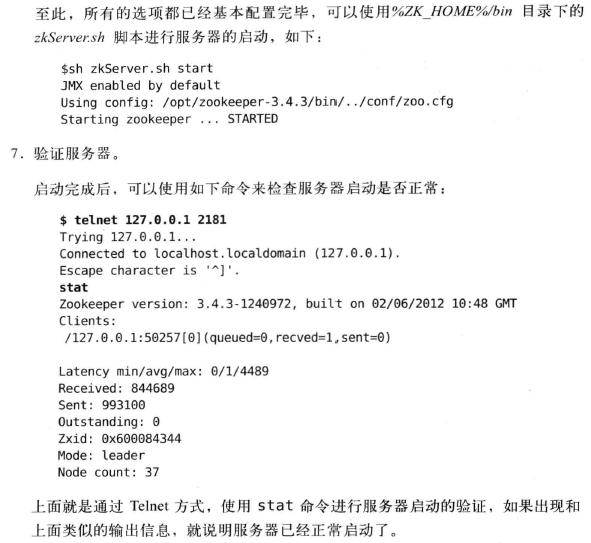 至此，所有的选项都已经基本配置完毕，可以使用%ZK_HOME%/bin 目录下的
zkServer.sh 脚本进行服务器的启动，如下：
$sh zkServer.sh start
JMX enabled by default
Using config: /opt/zookeeper-3.4.3/bin/../conf/zoo.cfg
Starting zookeeper ... STARTED
7．验证服务器。
启动完成后，可以使用如下命令来检查服务器启动是否正常：
$ telnet 127.0.0.1 2181
Trying 127.0.0.1...
Connected to localhost.localdomain (127.0.0.1).
Escape character is '^]'.
stat
Zookeeper version: 3.4.3-1240972, built on 02/06/2012 10:48 GMT
Clients:
/127.0.0.1:50257[0](queued=0,recved=1,sent=0)
Latency min/avg/max: 0/1/4489
Received: 844689
Sent: 993100
Outstanding: 0
Zxid: 0x600084344
Mode: leader
Node count: 37
上面就是通过 Telnet 方式，使用 stat 命令进行服务器启动的验证，如果出现和
上面类似的输出信息，就说明服务器已经正常启动了。